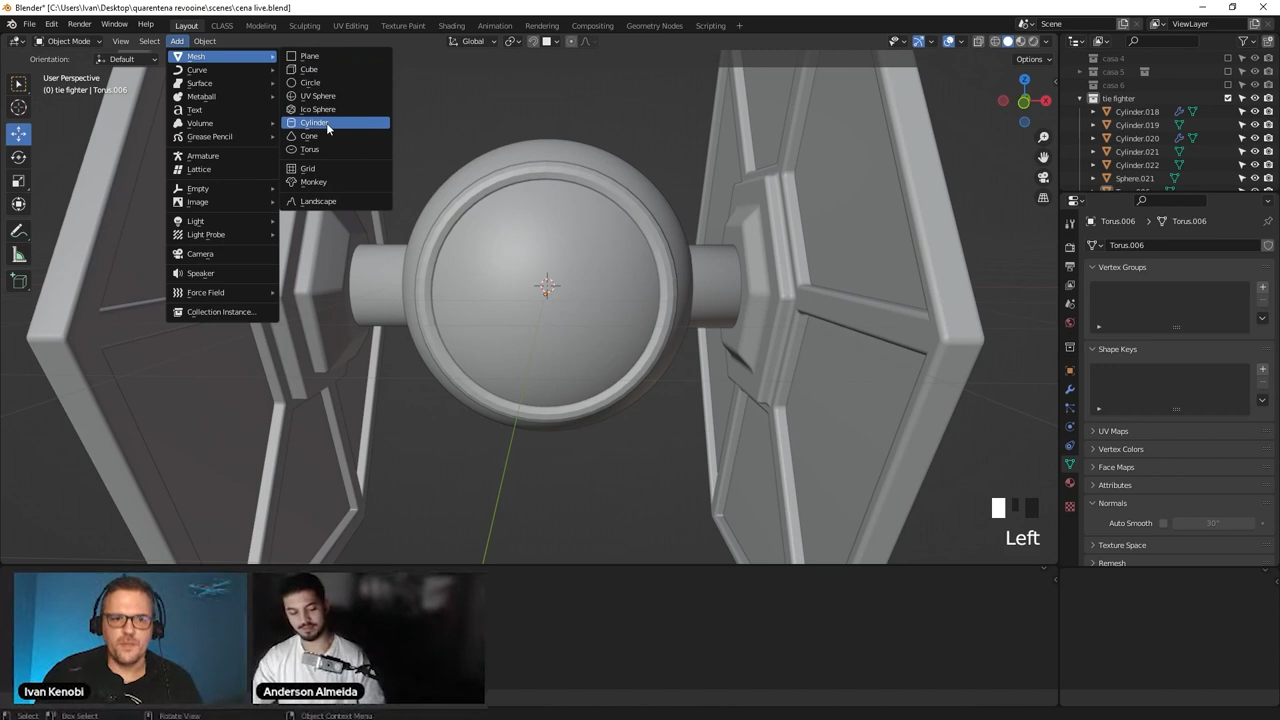 Blender* [C:\Users\Ivan\Desktop\quarentena revooine\scenes\cena live.blend]
File Edit Render Window Help Layout CLASS Modeling Sculpting UV Editing Texture Paint Shading Animation Rendering Compositing Geometry Nodes Scripting + Scene ViewLayer
Object Mode View Select Add Object Global
Orientation: Default Options
User Perspective
(0) tie fighter | Torus.006
Mesh
Curve
Surface
Metaball
Text
Volume
Grease Pencil
Armature
Lattice
Empty
Image
Light
Light Probe
Camera
Speaker
Force Field
Collection Instance...
Plane
Cube
Circle
UV Sphere
Ico Sphere
Cylinder
Cone
Torus
Grid
Monkey
Landscape
Z
X
casa 4
casa 5
casa 6
tie fighter
Cylinder.018
Cylinder.019
Cylinder.020
Cylinder.021
Cylinder.022
Sphere.021
Torus.006 Torus.006
Torus.006
Vertex Groups
Shape Keys
UV Maps
Vertex Colors
Face Maps
Attributes
Normals
Auto Smooth 30°
Texture Space
Remesh
Left
Ivan Kenobi
Anderson Almeida
Select Box Select Rotate View Object Context Menu